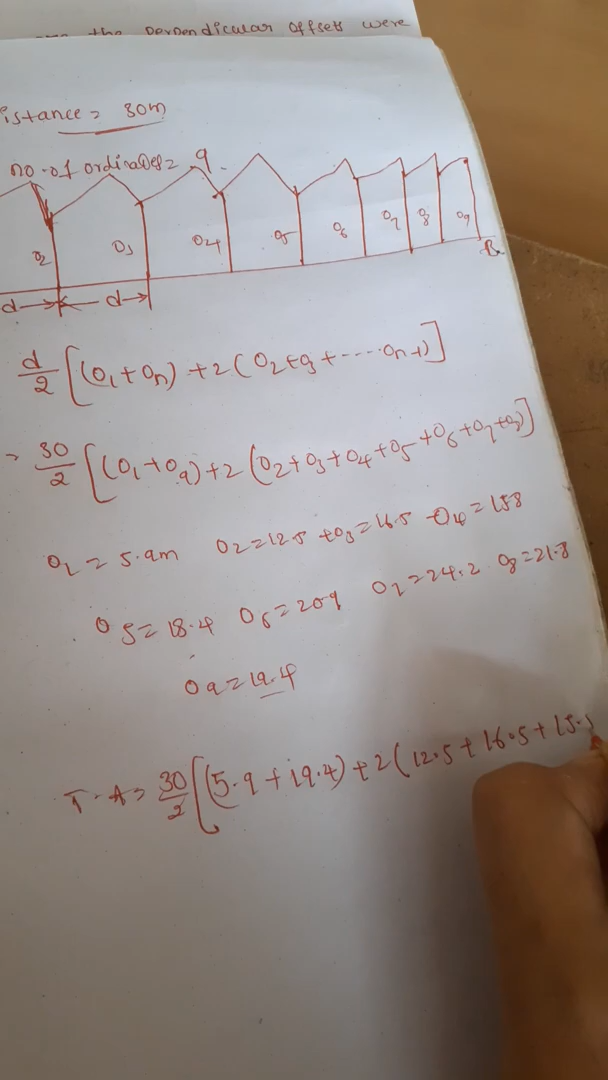 the perpendicular offsets were
istance = 30m
no. of ordinates = 9
O2 O3 O4 O5 O6 O7 8 O9 B
d d
d/2 [(O1+On) +2(O2+O3+----On-1)]
= 30/2 [(O1+O9)+2(O2+O3+O4+O5+O6+O7+O8)]
O1 = 5.9m O2=12.5 +O3=16.5 O4=15.8
O5=18.4 O6=20.9 O7=24.2 O8=21.8
O9=19.4
T.A= 30/2 [(5.9+19.4)+2(12.5+16.5+15.